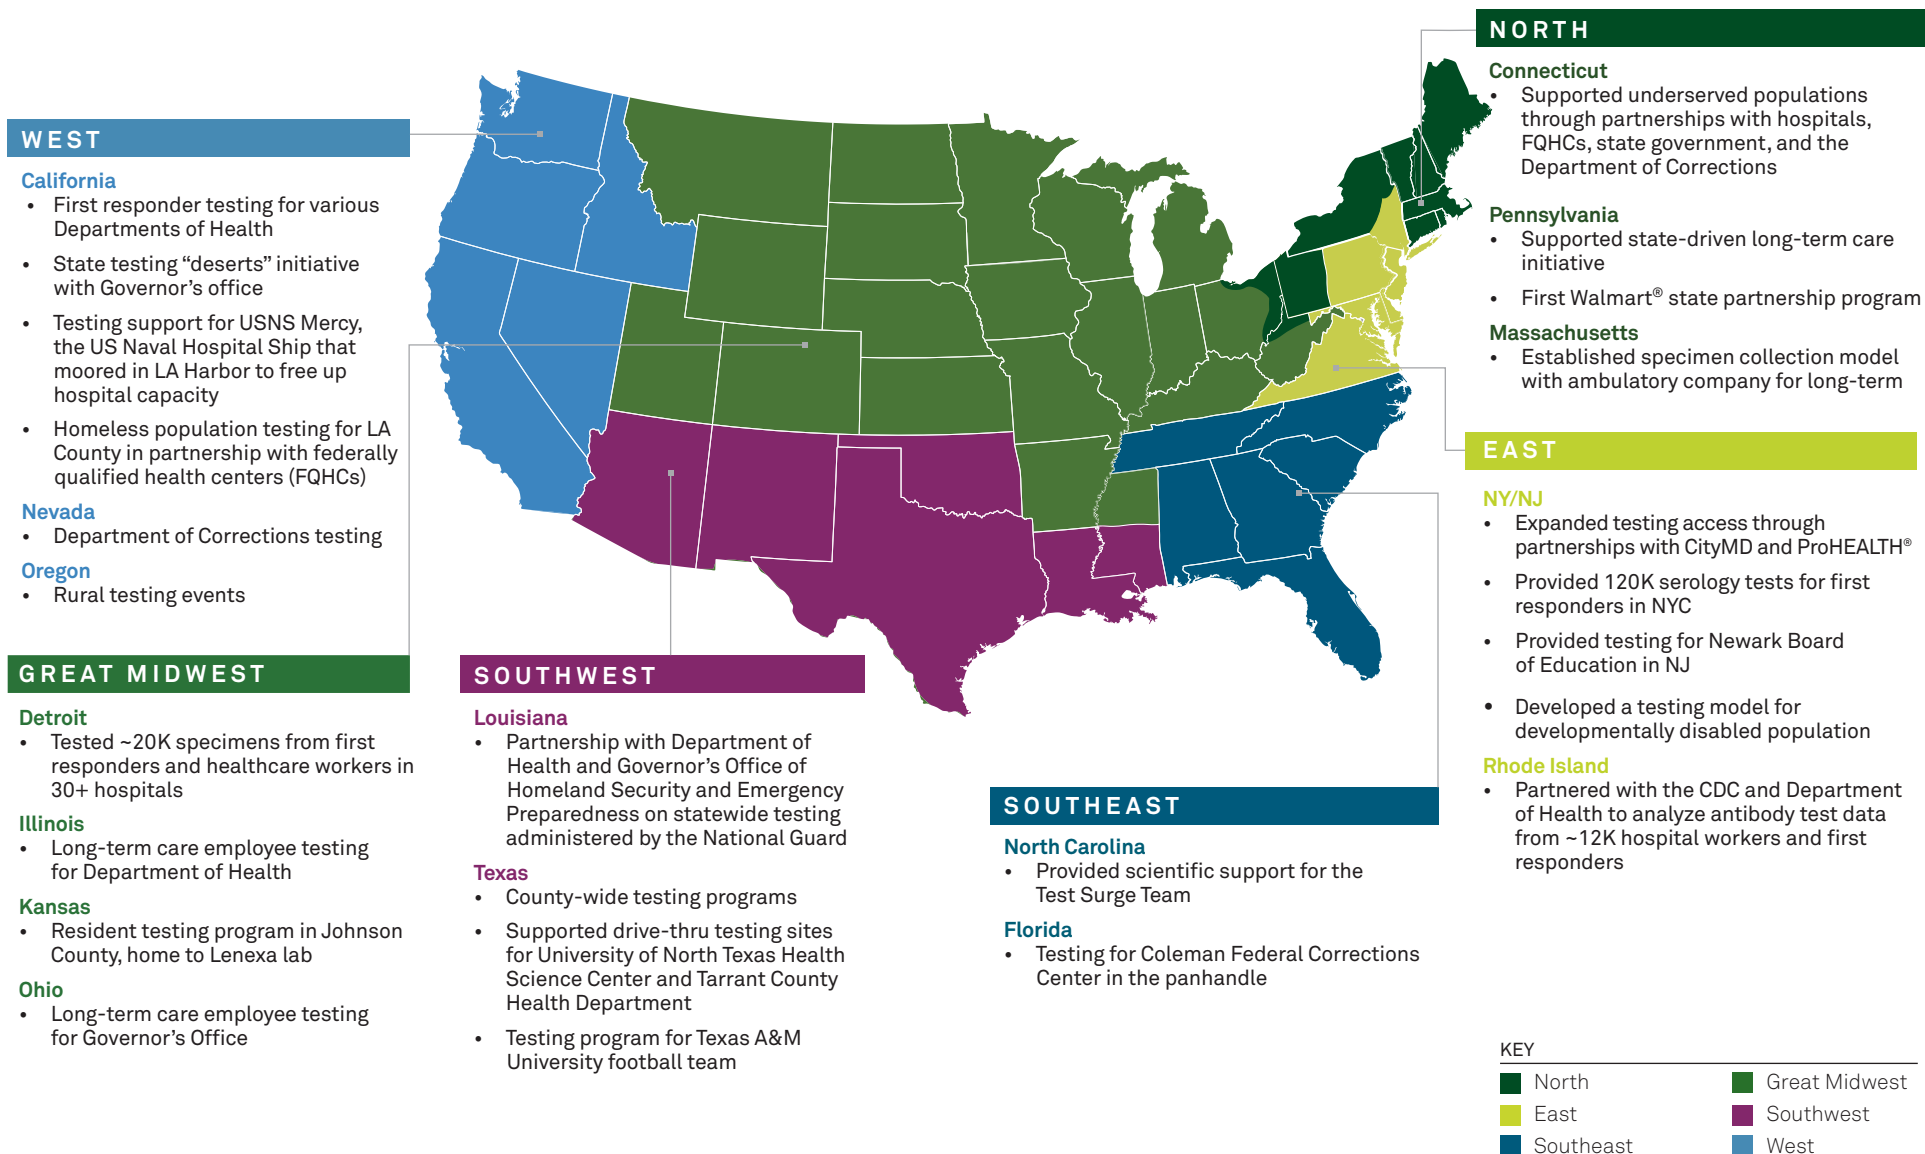 WEST
California
• First responder testing for various
Departments of Health
• State testing “deserts” initiative
with Governor’s office
• Testing support for USNS Mercy,
the US Naval Hospital Ship that
moored in LA Harbor to free up
hospital capacity
• Homeless population testing for LA
County in partnership with federally
qualified health centers (FQHCs)
Nevada
• Department of Corrections testing
Oregon
• Rural testing events
GREAT MIDWEST
Detroit
• Tested ~20K specimens from first
responders and healthcare workers in
30+ hospitals
Illinois
• Long-term care employee testing
for Department of Health
Kansas
• Resident testing program in Johnson
County, home to Lenexa lab
Ohio
• Long-term care employee testing
for Governor’s Office
SOUTHWEST
Louisiana
• Partnership with Department of
Health and Governor’s Office of
Homeland Security and Emergency
Preparedness on statewide testing
administered by the National Guard
Texas
• County-wide testing programs
• Supported drive-thru testing sites
for University of North Texas Health
Science Center and Tarrant County
Health Department
• Testing program for Texas A&M
University football team
SOUTHEAST
North Carolina
• Provided scientific support for the
Test Surge Team
Florida
• Testing for Coleman Federal Corrections
Center in the panhandle
NORTH
Connecticut
• Supported underserved populations
through partnerships with hospitals,
FQHCs, state government, and the
Department of Corrections
Pennsylvania
• Supported state-driven long-term care
initiative
• First Walmart® state partnership program
Massachusetts
• Established specimen collection model
with ambulatory company for long-term
EAST
NY/NJ
• Expanded testing access through
partnerships with CityMD and ProHEALTH®
• Provided 120K serology tests for first
responders in NYC
• Provided testing for Newark Board
of Education in NJ
• Developed a testing model for
developmentally disabled population
Rhode Island
• Partnered with the CDC and Department
of Health to analyze antibody test data
from ~12K hospital workers and first
responders
KEY
North
East
Southeast
Great Midwest
Southwest
West